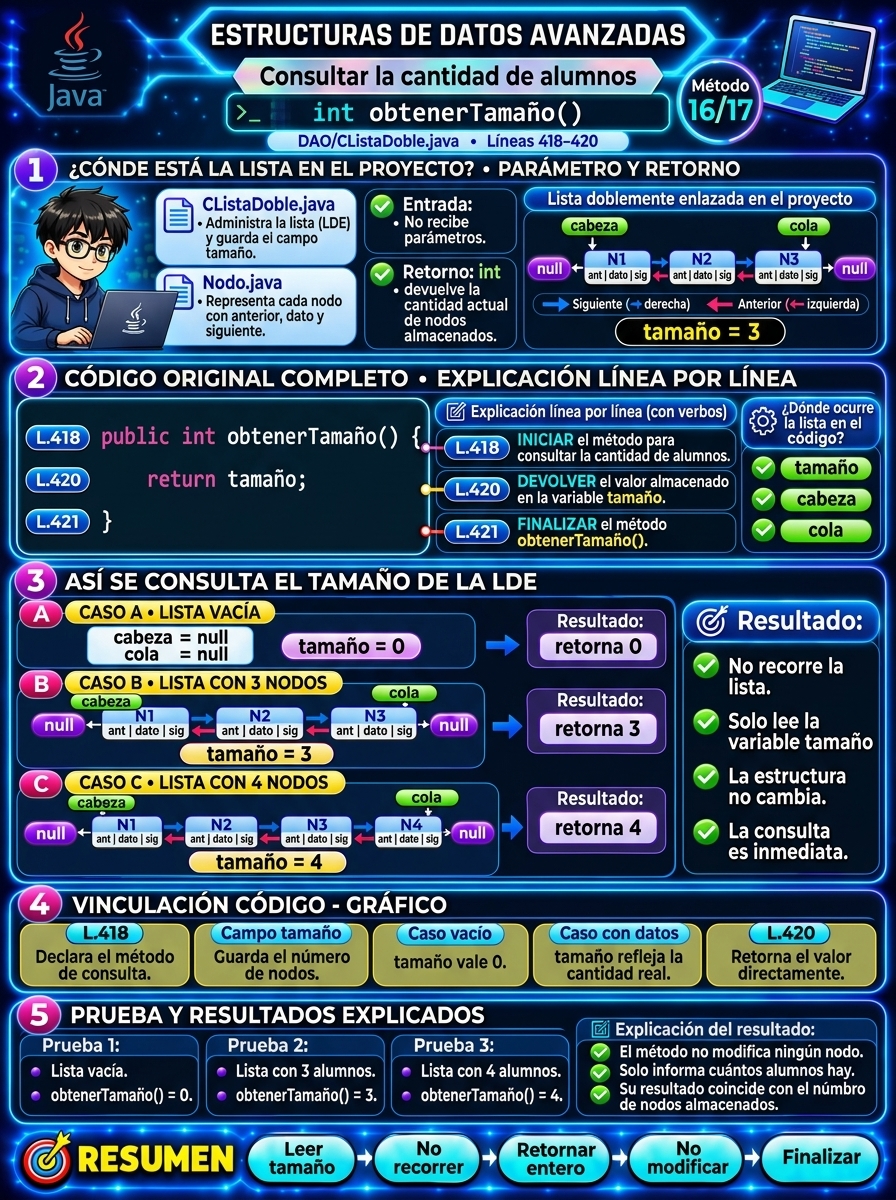 Java
ESTRUCTURAS DE DATOS AVANZADAS
Consultar la cantidad de alumnos
>_ int obtenerTamaño()
DAO/CListaDoble.java • Líneas 418–420
Método
16/17
1 ¿CÓNDE ESTÁ LA LISTA EN EL PROYECTO? • PARÁMETRO Y RETORNO
CListaDoble.java
• Administra la lista (LDE)
y guarda el campo
tamaño.
Nodo.java
• Representa cada nodo
con anterior, dato y
siguiente.
Java
Entrada:
• No recibe
parámetros.
Retorno: int
• devuelve la
cantidad actual
de nodos
almacenados.
Lista doblemente enlazada en el proyecto
cabeza cola
null N1 N2 N3 null
ant | dato | sig ant | dato | sig ant | dato | sig
Siguiente (→ derecha) Anterior (← izquierda)
tamaño = 3
2 CÓDIGO ORIGINAL COMPLETO • EXPLICACIÓN LÍNEA POR LÍNEA
L.418 public int obtenerTamaño() {
L.420 return tamaño;
L.421 }
Explicación línea por línea (con verbos)
L.418 INICIAR el método para
consultar la cantidad de alumnos.
L.420 DEVOLVER el valor almacenado
en la variable tamaño.
L.421 FINALIZAR el método
obtenerTamaño().
¿Dónde ocurre
la lista en el
código?
tamaño
cabeza
cola
3 ASÍ SE CONSULTA EL TAMAÑO DE LA LDE
A CASO A • LISTA VACÍA
cabeza = null
cola = null
tamaño = 0
Resultado:
retorna 0
B CASO B • LISTA CON 3 NODOS
cabeza cola
null N1 N2 N3 null
ant | dato | sig ant | dato | sig ant | dato | sig
tamaño = 3
Resultado:
retorna 3
C CASO C • LISTA CON 4 NODOS
cabeza cola
null N1 N2 N3 N4 null
ant | dato | sig ant | dato | sig ant | dato | sig ant | date | sig
tamaño = 4
Resultado:
retorna 4
Resultado:
No recorre la
lista.
Solo lee la
variable tamaño
La estructura
no cambia.
La consulta
es inmediata.
4 VINCULACIÓN CÓDIGO - GRÁFICO
L.418
Declara el método
de consulta.
Campo tamaño
Guarda el número
de nodos.
Caso vacío
tamaño vale 0.
Caso con datos
tamaño refleja la
cantidad real.
L.420
Retorna el valor
directamente.
5 PRUEBA Y RESULTADOS EXPLICADOS
Prueba 1:
• Lista vacía.
• obtenerTamaño() = 0.
Prueba 2:
• Lista con 3 alumnos.
• obtenerTamaño() = 3.
Prueba 3:
• Lista con 4 alumnos.
• obtenerTamaño() = 4.
Explicación del resultado:
El método no modifica ningún nodo.
Solo informa cuántos alumnos hay.
Su resultado coincide con el númbro
de nodos almacenados.
RESUMEN
Leer
tamaño
No
recorrer
Retornar
entero
No
modificar
Finalizar